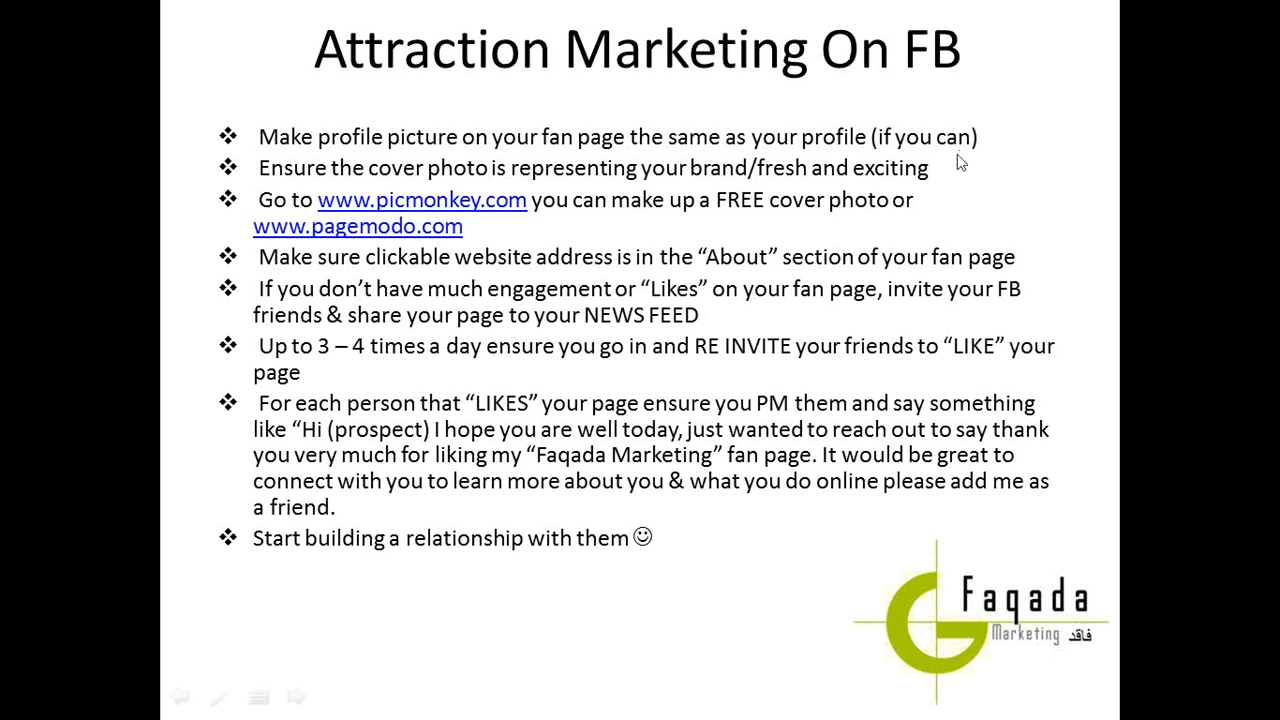 Attraction Marketing On FB
❖ Make profile picture on your fan page the same as your profile (if you can)
❖ Ensure the cover photo is representing your brand/fresh and exciting
❖ Go to www.picmonkey.com you can make up a FREE cover photo or
www.pagemodo.com
❖ Make sure clickable website address is in the “About” section of your fan page
❖ If you don’t have much engagement or “Likes” on your fan page, invite your FB
friends & share your page to your NEWS FEED
❖ Up to 3 – 4 times a day ensure you go in and RE INVITE your friends to “LIKE” your
page
❖ For each person that “LIKES” your page ensure you PM them and say something
like “Hi (prospect) I hope you are well today, just wanted to reach out to say thank
you very much for liking my “Faqada Marketing” fan page. It would be great to
connect with you to learn more about you & what you do online please add me as
a friend.
❖ Start building a relationship with them ☺
Faqada
Marketing فاقد